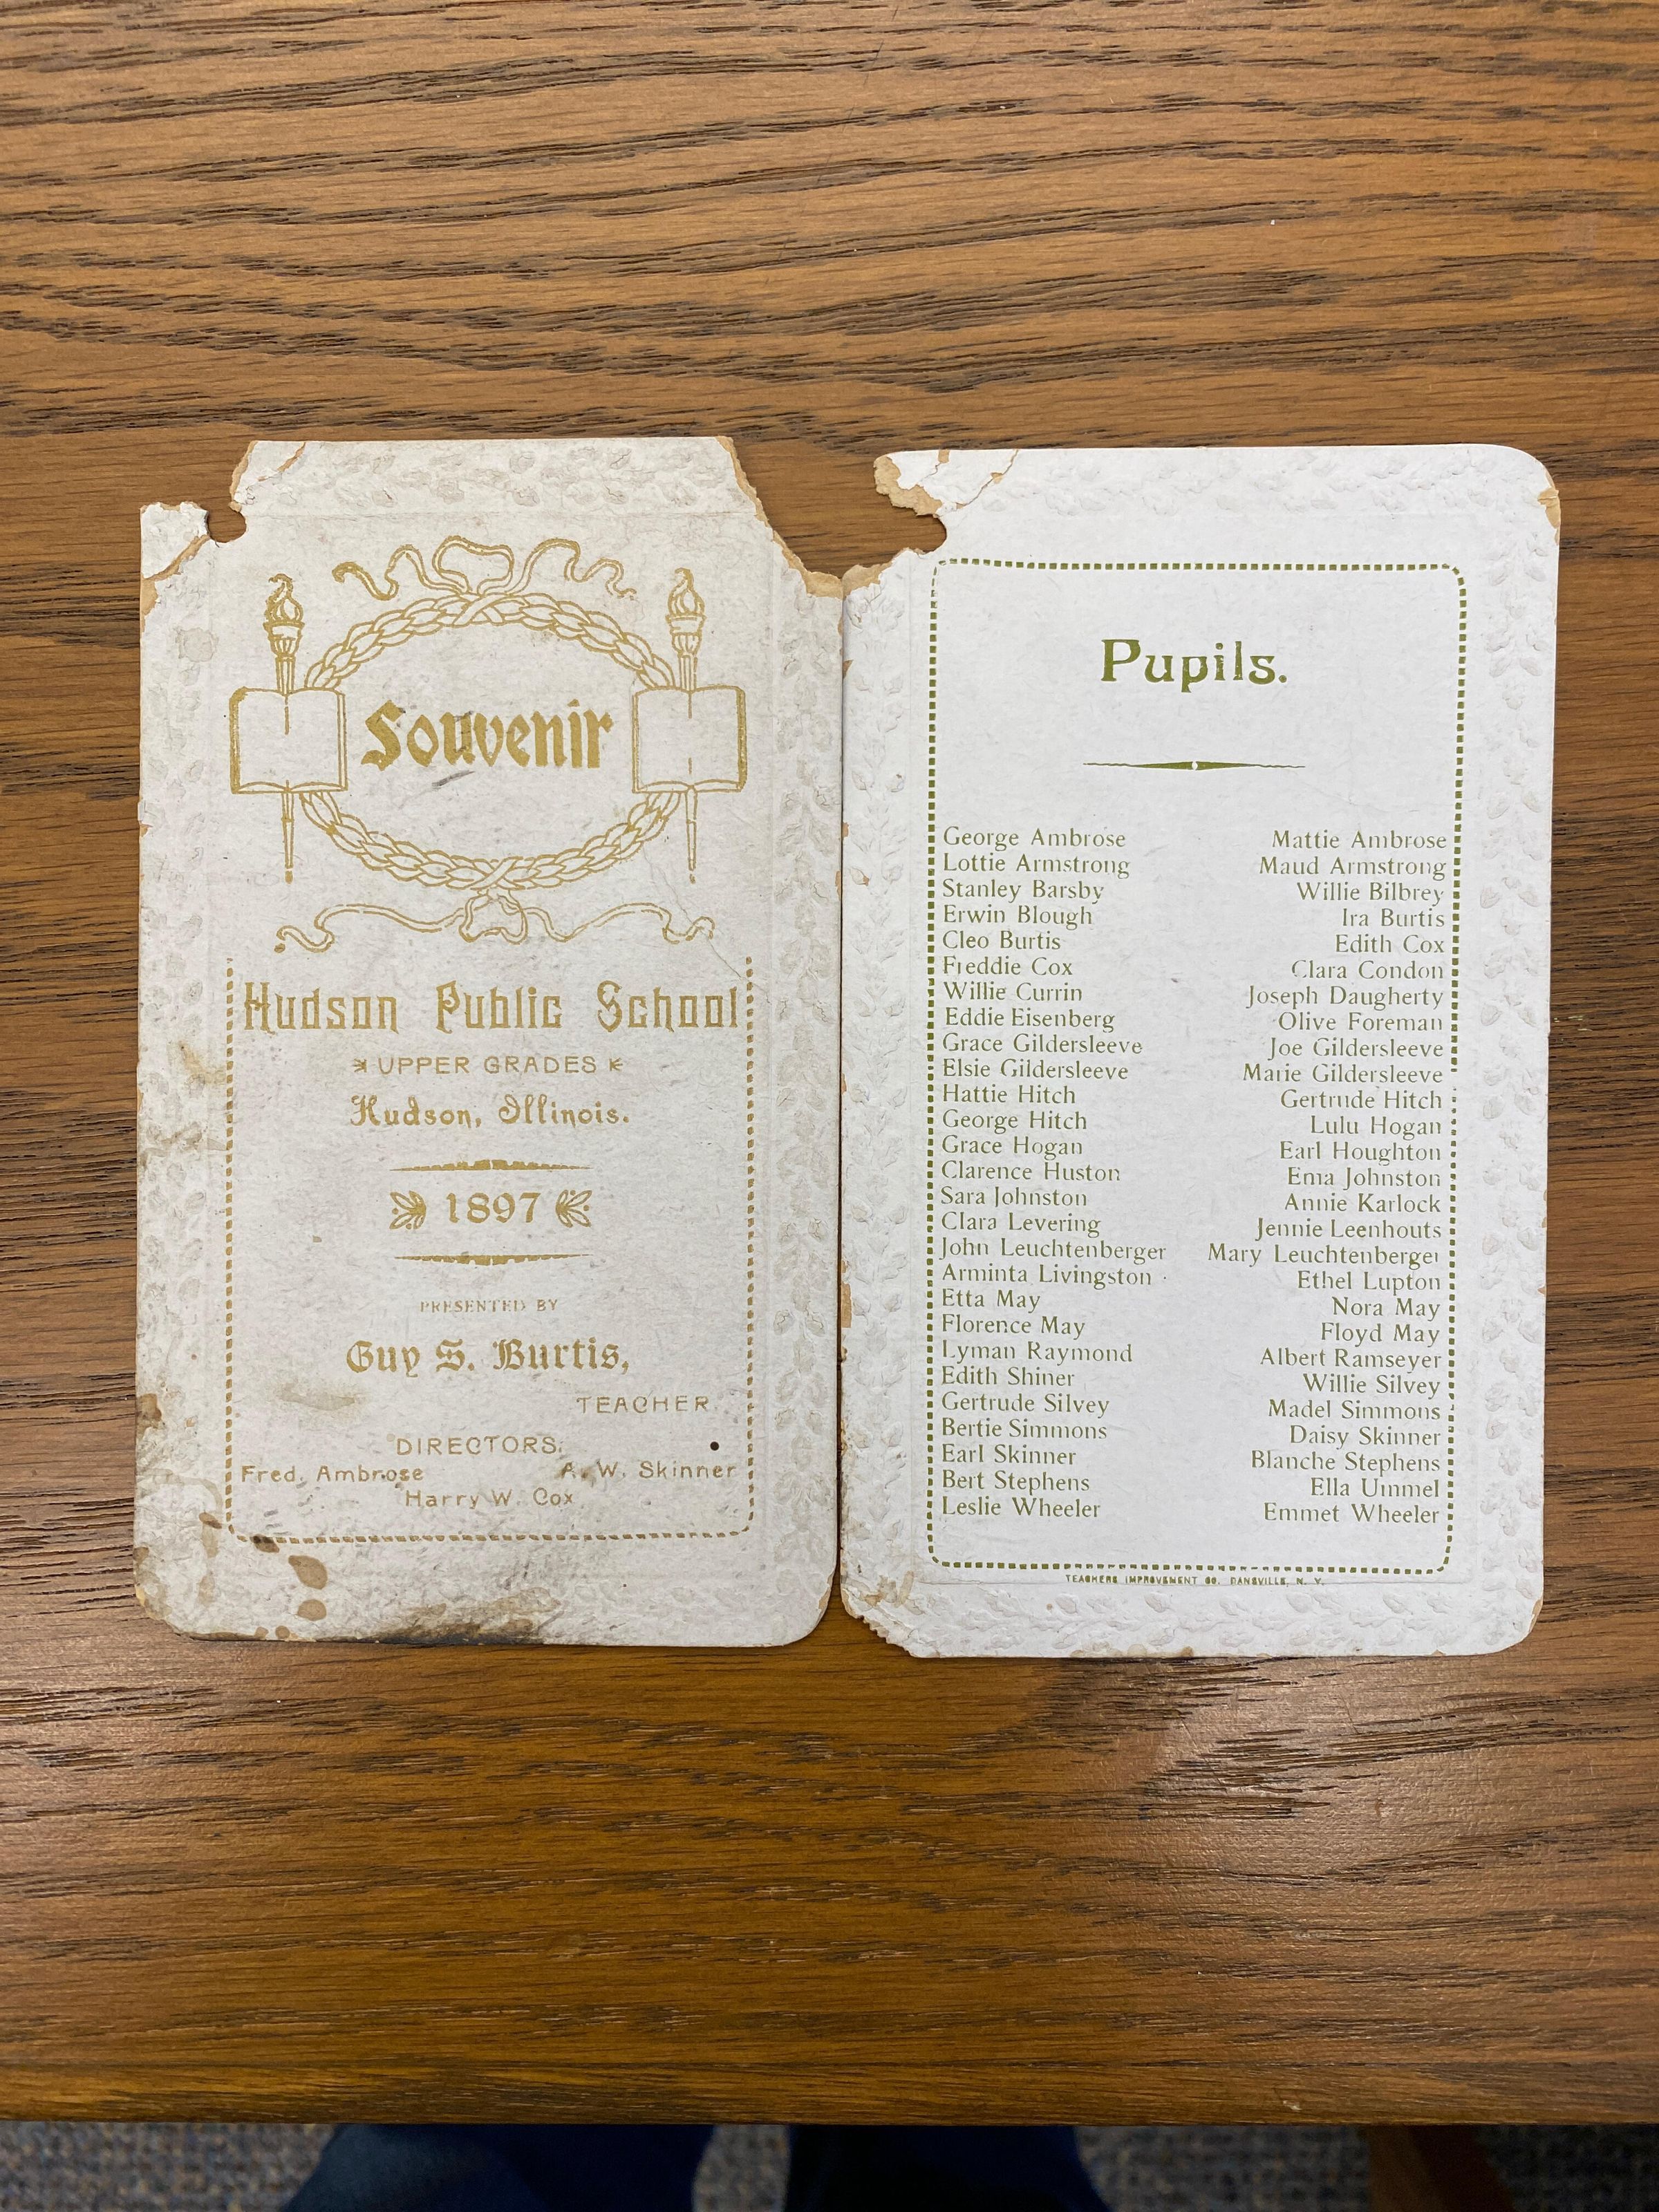 Souvenir
Hudson Public School
UPPER GRADES
Hudson, Illinois.
1897
PRESENTED BY
Guy S. Burtis,
TEACHER.
DIRECTORS:
Fred. Ambrose A. W. Skinner
Harry W. Cox
Pupils.
George Ambrose Mattie Ambrose
Lottie Armstrong Maud Armstrong
Stanley Barsby Willie Bilbrey
Erwin Blough Ira Burtis
Cleo Burtis Edith Cox
Freddie Cox Clara Condon
Willie Currin Joseph Daugherty
Eddie Eisenberg Olive Foreman
Grace Gildersleeve Joe Gildersleeve
Elsie Gildersleeve Marie Gildersleeve
Hattie Hitch Gertrude Hitch
George Hitch Lulu Hogan
Grace Hogan Earl Houghton
Clarence Huston Ema Johnston
Sara Johnston Annie Karlock
Clara Levering Jennie Leenhouts
John Leuchtenberger Mary Leuchtenberger
Arminta Livingston Ethel Lupton
Etta May Nora May
Florence May Floyd May
Lyman Raymond Albert Ramseyer
Edith Shiner Willie Silvey
Gertrude Silvey Madel Simmons
Bertie Simmons Daisy Skinner
Earl Skinner Blanche Stephens
Bert Stephens Ella Ummel
Leslie Wheeler Emmet Wheeler
TEACHERS IMPROVEMENT CO. DANSVILLE, N. Y.